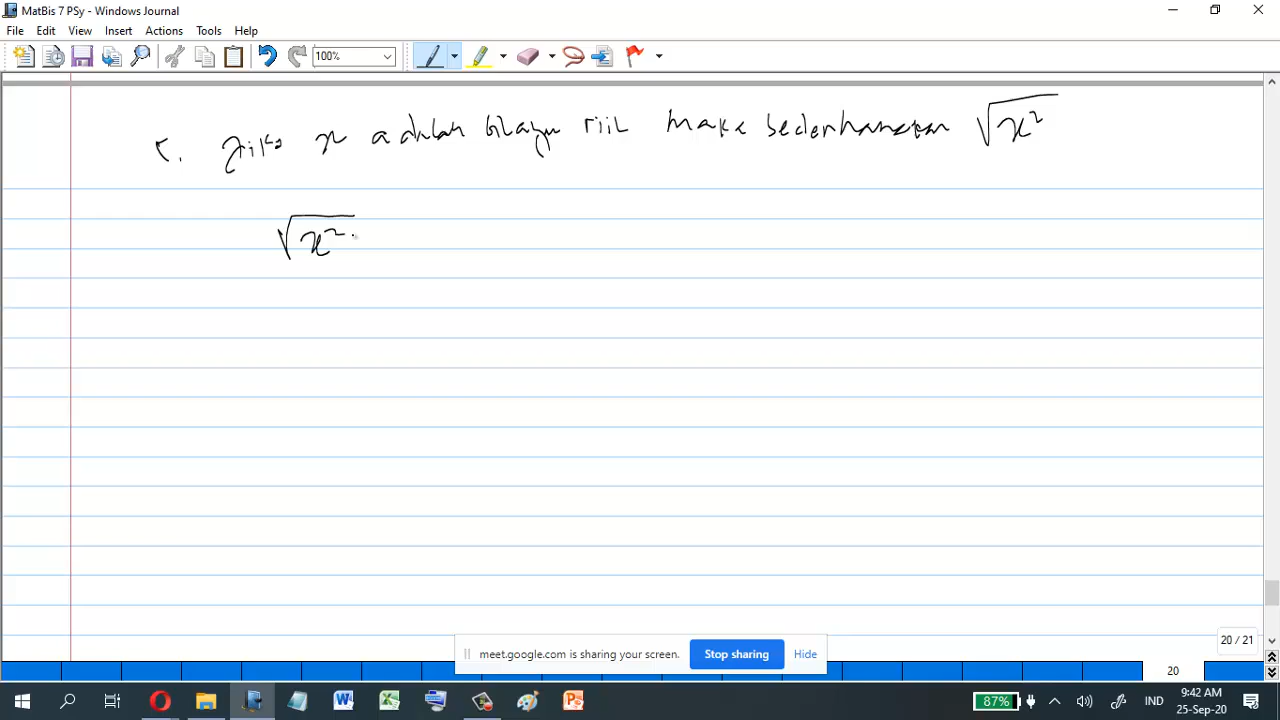 MatBis 7 PSy - Windows Journal
File Edit View Insert Actions Tools Help
100%
5. Jika x adalah bilangn riil maka sederhanakan √x²
√x²
20 / 21
meet.google.com is sharing your screen. Stop sharing Hide
20
87% IND 9:42 AM
25-Sep-20